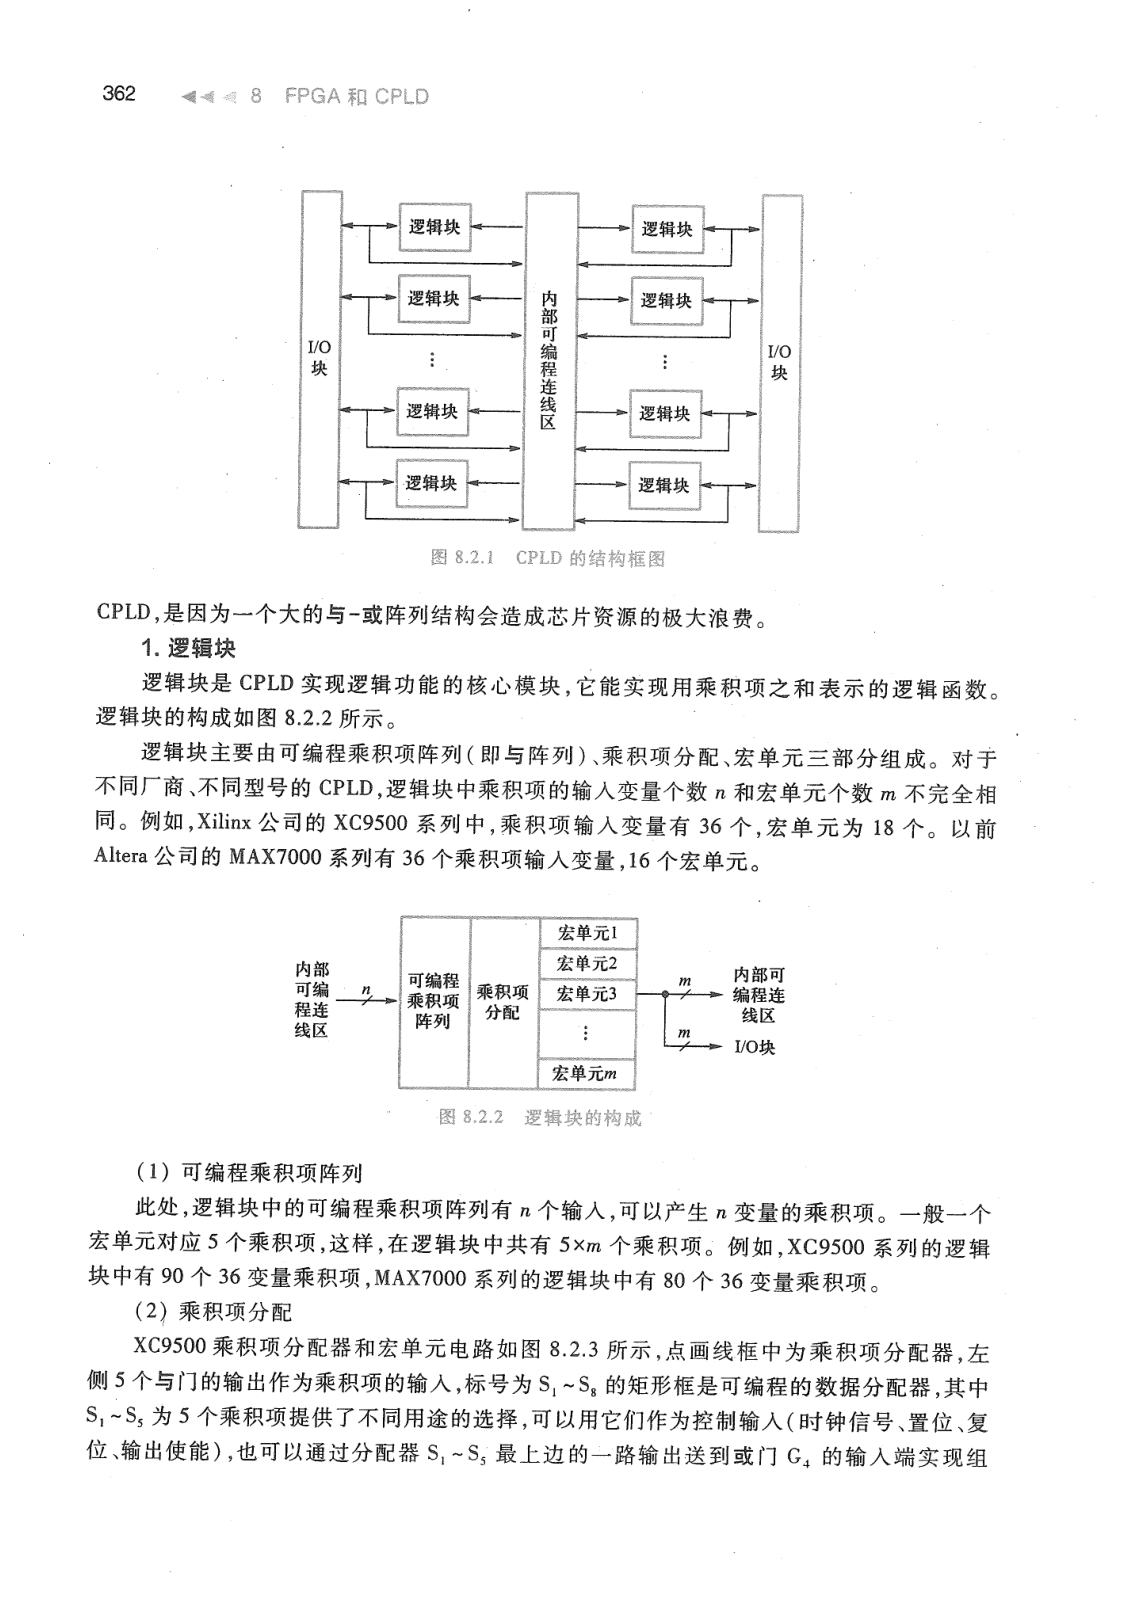 362 8 FPGA 和 CPLD
逻辑块 逻辑块
逻辑块 逻辑块
I/O块 ⋮ 内部可编程连线区 ⋮ I/O块
逻辑块 逻辑块
逻辑块 逻辑块
图 8.2.1 CPLD 的结构框图
CPLD,是因为一个大的与-或阵列结构会造成芯片资源的极大浪费。
1. 逻辑块
逻辑块是 CPLD 实现逻辑功能的核心模块,它能实现用乘积项之和表示的逻辑函数。
逻辑块的构成如图 8.2.2 所示。
逻辑块主要由可编程乘积项阵列(即与阵列)、乘积项分配、宏单元三部分组成。对于
不同厂商、不同型号的 CPLD,逻辑块中乘积项的输入变量个数 n 和宏单元个数 m 不完全相
同。例如,Xilinx 公司的 XC9500 系列中,乘积项输入变量有 36 个,宏单元为 18 个。以前
Altera 公司的 MAX7000 系列有 36 个乘积项输入变量,16 个宏单元。
内部
可编
程连
线区
n
可编程
乘积项
阵列
乘积项
分配
宏单元1
宏单元2
宏单元3
⋮
宏单元m
m
内部可
编程连
线区
m
I/O块
图 8.2.2 逻辑块的构成
(1) 可编程乘积项阵列
此处,逻辑块中的可编程乘积项阵列有 n 个输入,可以产生 n 变量的乘积项。一般一个
宏单元对应 5 个乘积项,这样,在逻辑块中共有 5×m 个乘积项。例如,XC9500 系列的逻辑
块中有 90 个 36 变量乘积项,MAX7000 系列的逻辑块中有 80 个 36 变量乘积项。
(2) 乘积项分配
XC9500 乘积项分配器和宏单元电路如图 8.2.3 所示,点画线框中为乘积项分配器,左
侧 5 个与门的输出作为乘积项的输入,标号为 S₁~S₈ 的矩形框是可编程的数据分配器,其中
S₁~S₅ 为 5 个乘积项提供了不同用途的选择,可以用它们作为控制输入(时钟信号、置位、复
位、输出使能),也可以通过分配器 S₁~S₅ 最上边的一路输出送到或门 G₄ 的输入端实现组